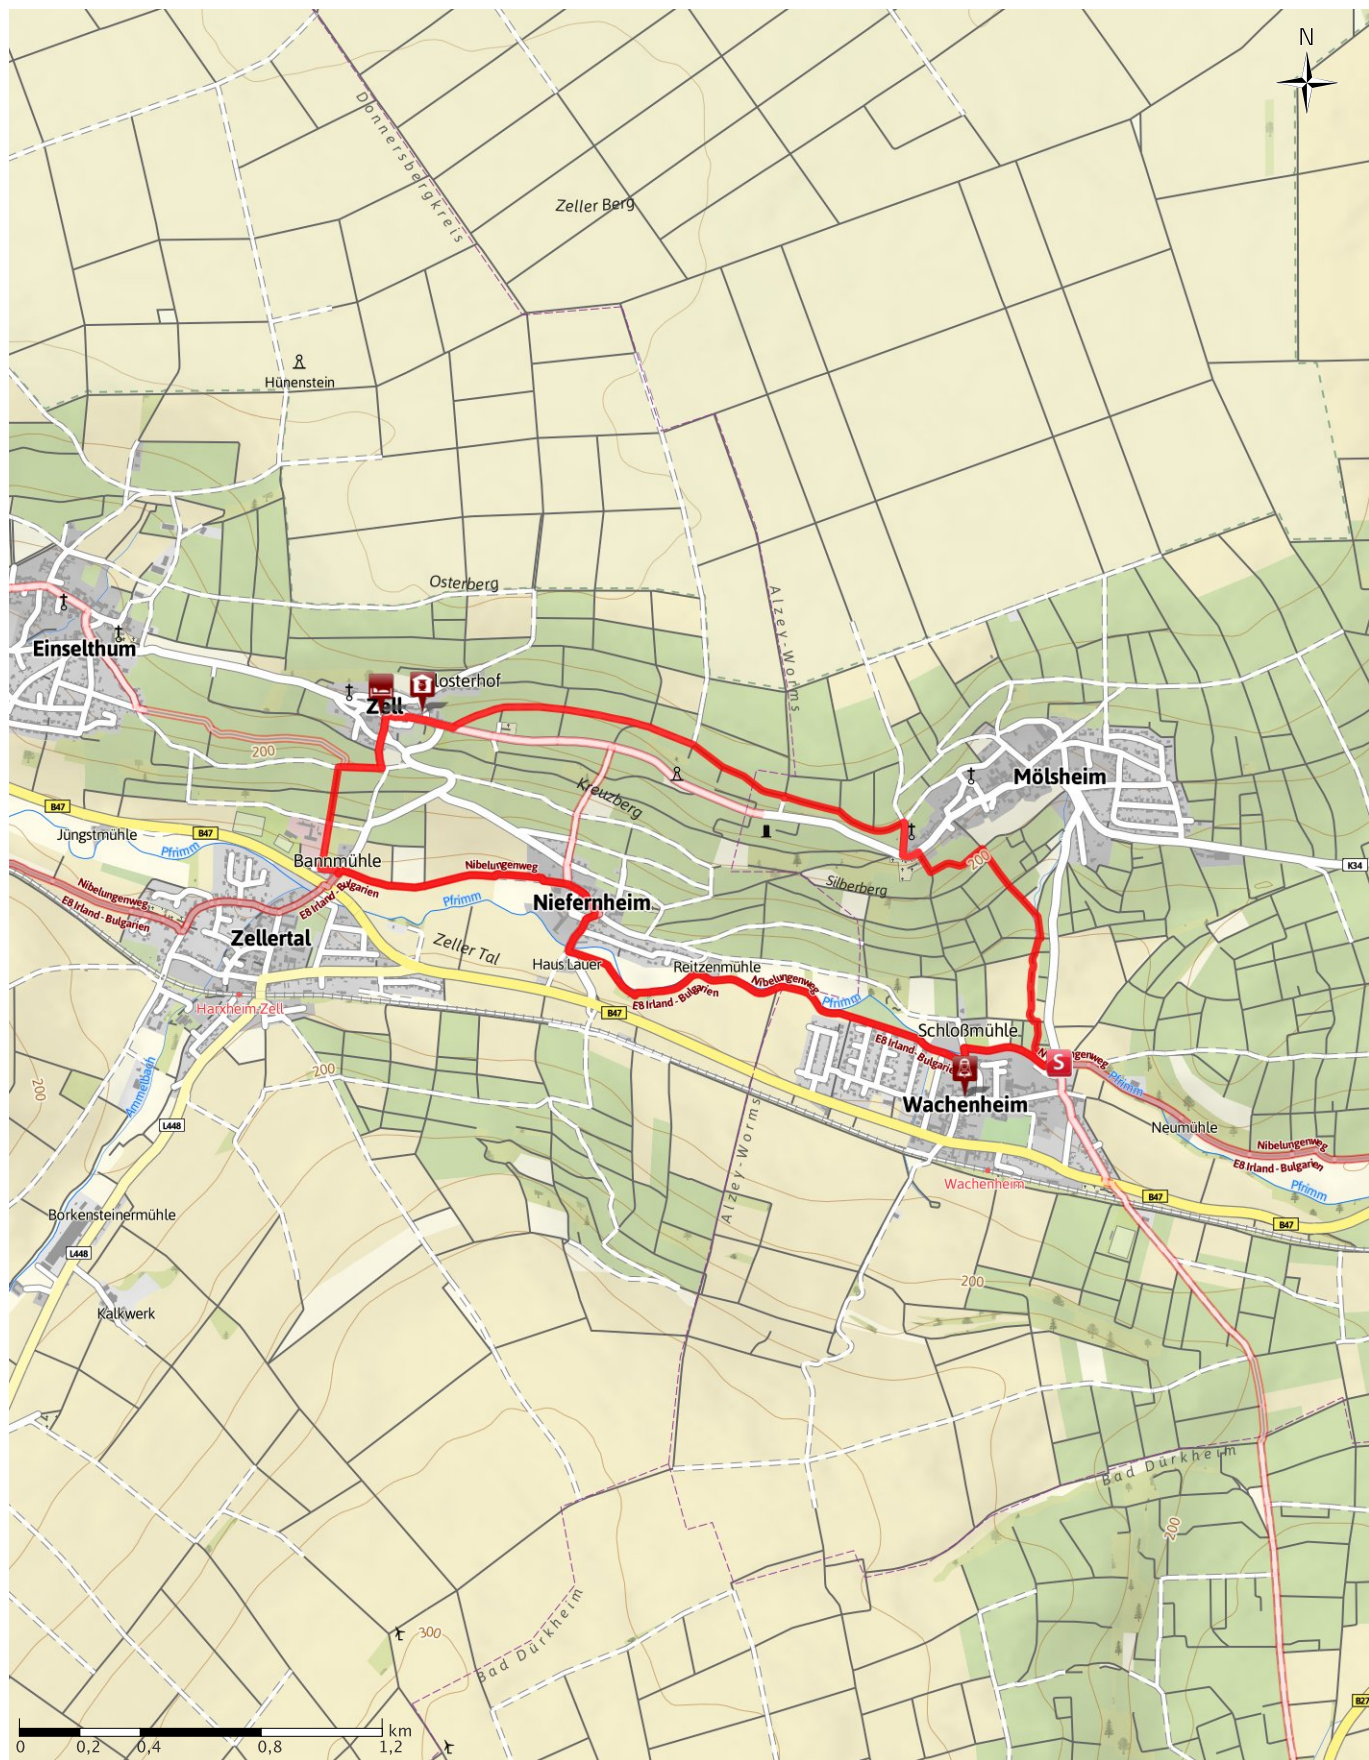 N
Donnersbergkreis
Zeller Berg
Hünenstein
Osterberg
Alzey-Worms
Einselthum
losterhof
Zell
200
Mölsheim
Kreuzberg
B47
Jüngstmühle
B47
Pfrimm
Bannmühle
Nibelungenweg
200
K34
Silberberg
Nibelungenweg
E8 Irland-Bulgarien
E8 Irland-Bulgarien
Pfrimm
Niefernheim
Zellertal
Zeller Tal
Haus Lauer
Reitzenmühle
Nibelungenweg
E8 Irland-Bulgarien
Pfrimm
Harxheim Zell
B47
Schloßmühle
E8 Irland-Bulgarien
S
Pfrimm
200
200
Ammelbach
Wachenheim
L448
Neumühle
Nibelungenweg
E8 Irland-Bulgarien
Wachenheim
Pfrimm
B47
B47
Alzey-Worms
Borkensteinermühle
L448
200
Kalkwerk
Bad Dürkheim
200
300
Bad Dürkheim
km
0 0,2 0,4 0,8 1,2